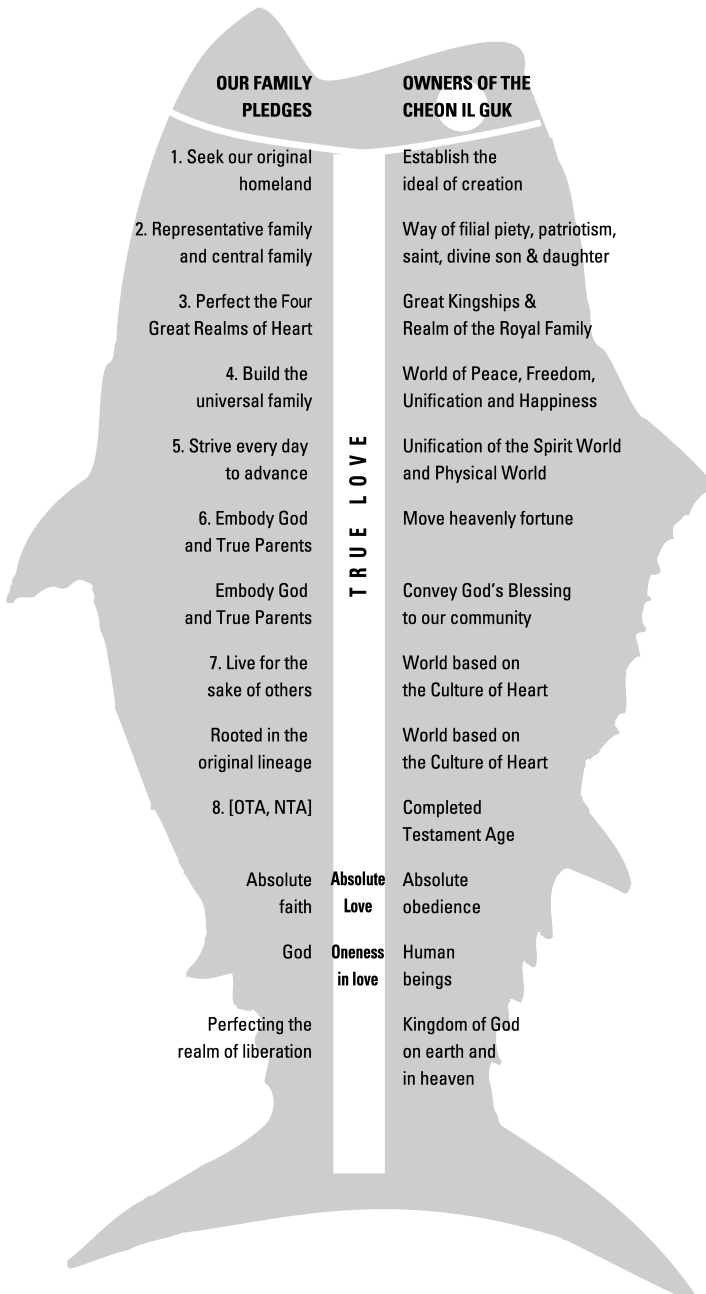 OUR FAMILY
PLEDGES
OWNERS OF THE
CHEON IL GUK
1. Seek our original
homeland
Establish the
ideal of creation
2. Representative family
and central family
Way of filial piety, patriotism,
saint, divine son & daughter
3. Perfect the Four
Great Realms of Heart
Great Kingships &
Realm of the Royal Family
4. Build the
universal family
World of Peace, Freedom,
Unification and Happiness
5. Strive every day
to advance
Unification of the Spirit World
and Physical World
TRUE LOVE
6. Embody God
and True Parents
Move heavenly fortune
Embody God
and True Parents
Convey God’s Blessing
to our community
7. Live for the
sake of others
World based on
the Culture of Heart
Rooted in the
original lineage
World based on
the Culture of Heart
8. [OTA, NTA]
Completed
Testament Age
Absolute
faith
Absolute
Love
Absolute
obedience
God
Oneness
in love
Human
beings
Perfecting the
realm of liberation
Kingdom of God
on earth and
in heaven